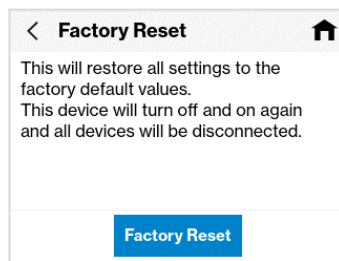 Factory Reset
This will restore all settings to the
factory default values.
This device will turn off and on again
and all devices will be disconnected.
Factory Reset